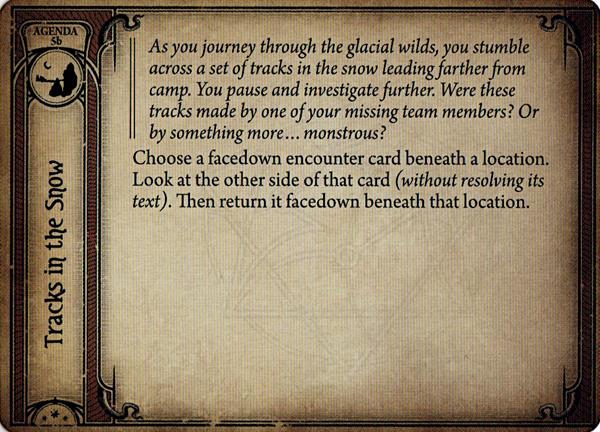 AGENDA
5b
Tracks in the Snow
As you journey through the glacial wilds, you stumble
across a set of tracks in the snow leading farther from
camp. You pause and investigate further. Were these
tracks made by one of your missing team members? Or
by something more… monstrous?
Choose a facedown encounter card beneath a location.
Look at the other side of that card (without resolving its
text). Then return it facedown beneath that location.